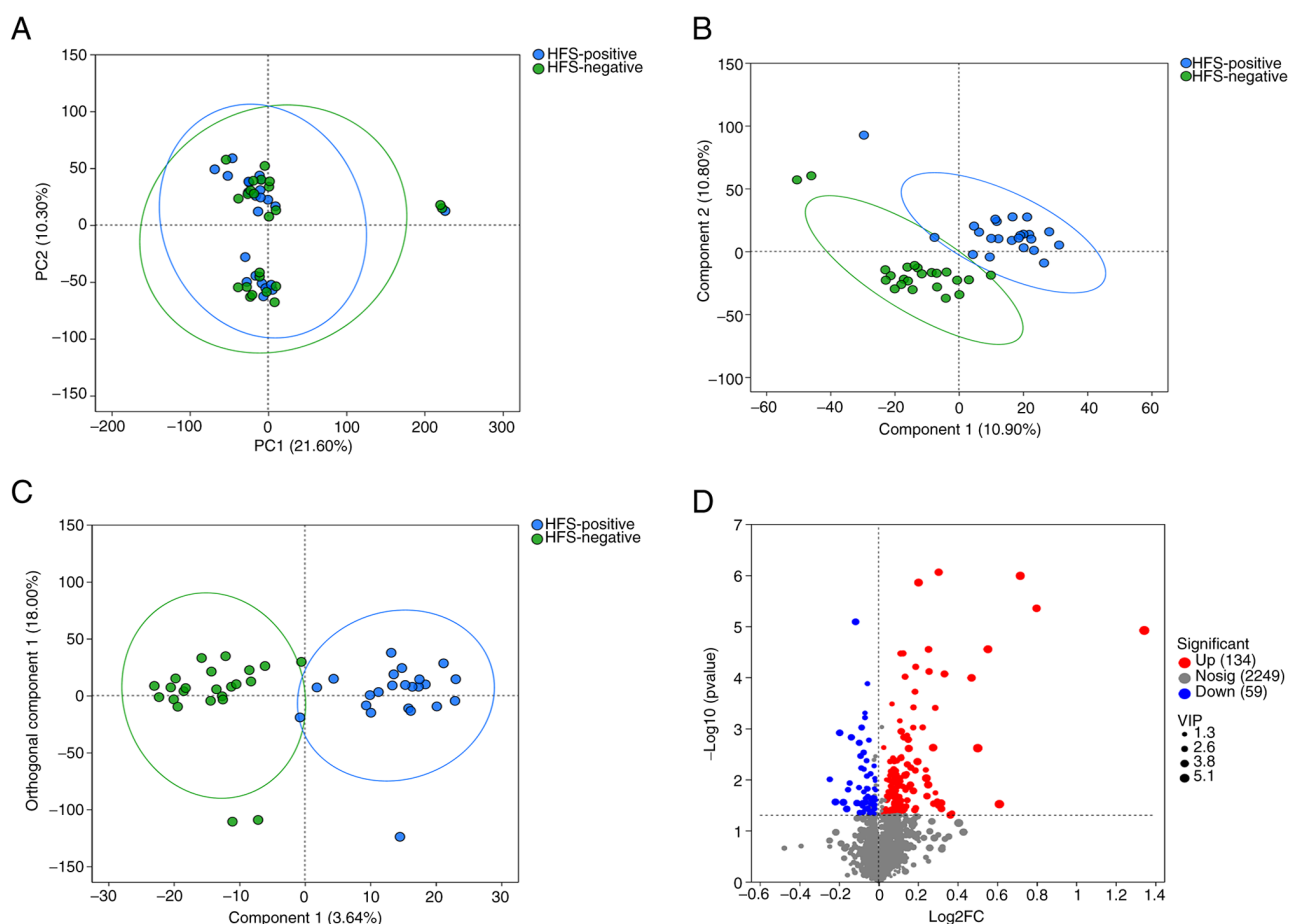 A
HFS-positive
HFS-negative
150
100
50
0
−50
−100
−150
PC2 (10.30%)
−200
−100
0
100
200
300
PC1 (21.60%)
B
HFS-positive
HFS-negative
150
100
50
0
−50
−100
Component 2 (10.80%)
−60
−40
−20
0
20
40
60
Component 1 (10.90%)
C
HFS-positive
HFS-negative
150
100
50
0
−50
−100
−150
Orthogonal component 1 (18.00%)
−30
−20
−10
0
10
20
30
Component 1 (3.64%)
D
7
6
5
4
3
2
1
0
−Log10 (pvalue)
−0.6
−0.4
−0.2
0
0.2
0.4
0.6
0.8
1
1.2
1.4
Log2FC
Significant
Up (134)
Nosig (2249)
Down (59)
VIP
1.3
2.6
3.8
5.1